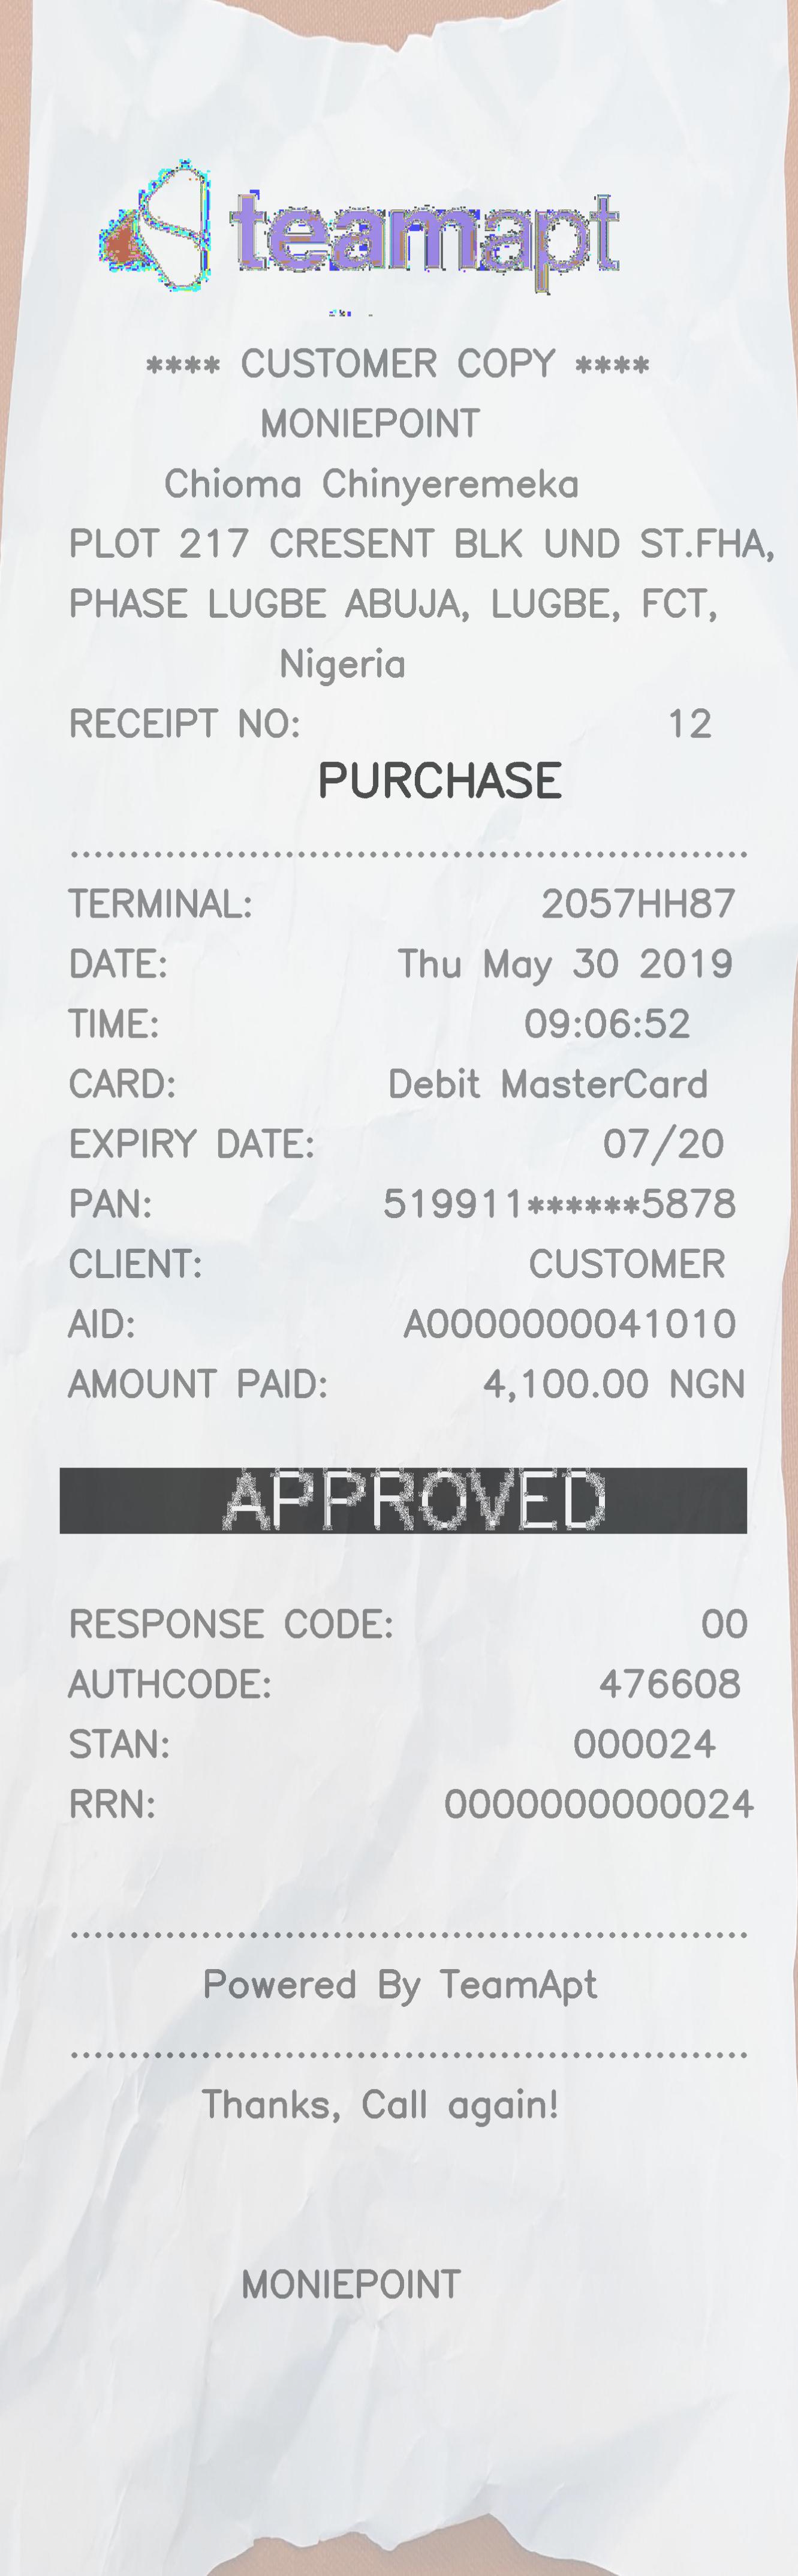 teamapt
**** CUSTOMER COPY ****
MONIEPOINT
Chioma Chinyeremeka
PLOT 217 CRESENT BLK UND ST.FHA,
PHASE LUGBE ABUJA, LUGBE, FCT,
Nigeria
RECEIPT NO: 12
PURCHASE
TERMINAL: 2057HH87
DATE: Thu May 30 2019
TIME: 09:06:52
CARD: Debit MasterCard
EXPIRY DATE: 07/20
PAN: 519911******5878
CLIENT: CUSTOMER
AID: A0000000041010
AMOUNT PAID: 4,100.00 NGN
APPROVED
RESPONSE CODE: 00
AUTHCODE: 476608
STAN: 000024
RRN: 0000000000024
Powered By TeamApt
Thanks, Call again!
MONIEPOINT